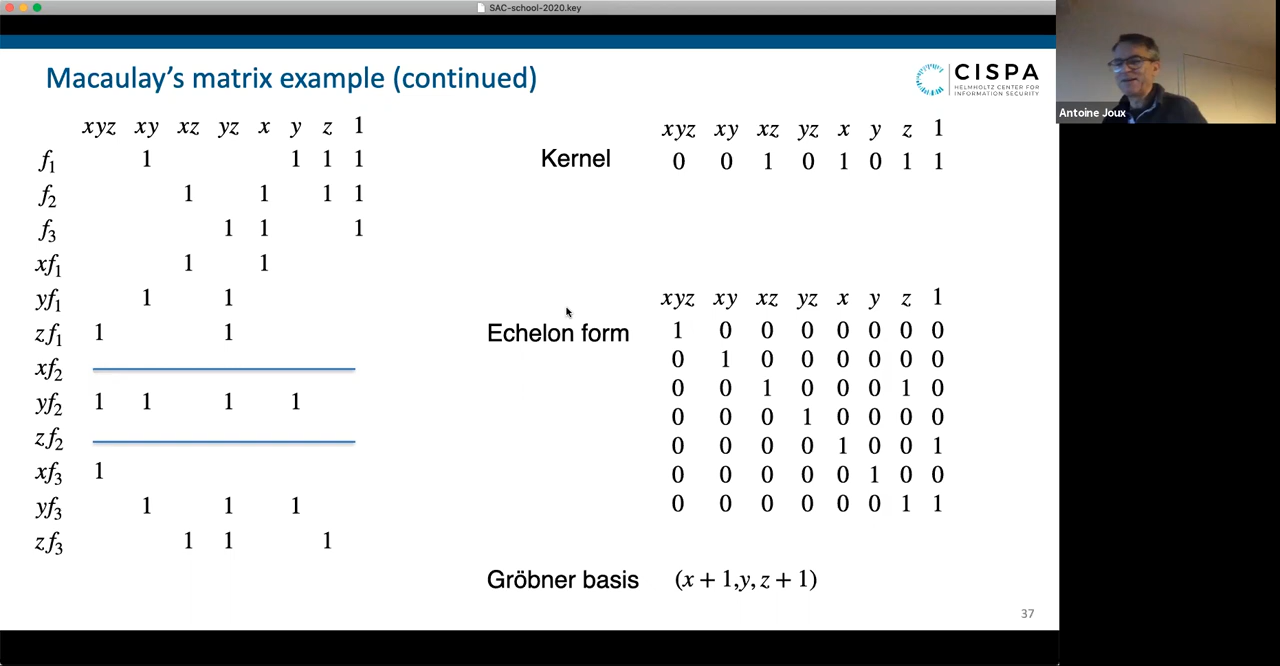 SAC-school-2020.key
Macaulay's matrix example (continued)
CISPA
HELMHOLTZ CENTER FOR
INFORMATION SECURITY
Antoine Joux
xyz xy xz yz x y z 1
f₁ 1 1 1 1
f₂ 1 1 1 1
f₃ 1 1 1
xf₁ 1 1
yf₁ 1 1
zf₁ 1 1
xf₂
yf₂ 1 1 1 1
zf₂
xf₃ 1
yf₃ 1 1 1
zf₃ 1 1 1
xyz xy xz yz x y z 1
Kernel 0 0 1 0 1 0 1 1
xyz xy xz yz x y z 1
Echelon form 1 0 0 0 0 0 0 0
0 1 0 0 0 0 0 0
0 0 1 0 0 0 1 0
0 0 0 1 0 0 0 0
0 0 0 0 1 0 0 1
0 0 0 0 0 1 0 0
0 0 0 0 0 0 1 1
Gröbner basis (x + 1,y, z + 1)
37